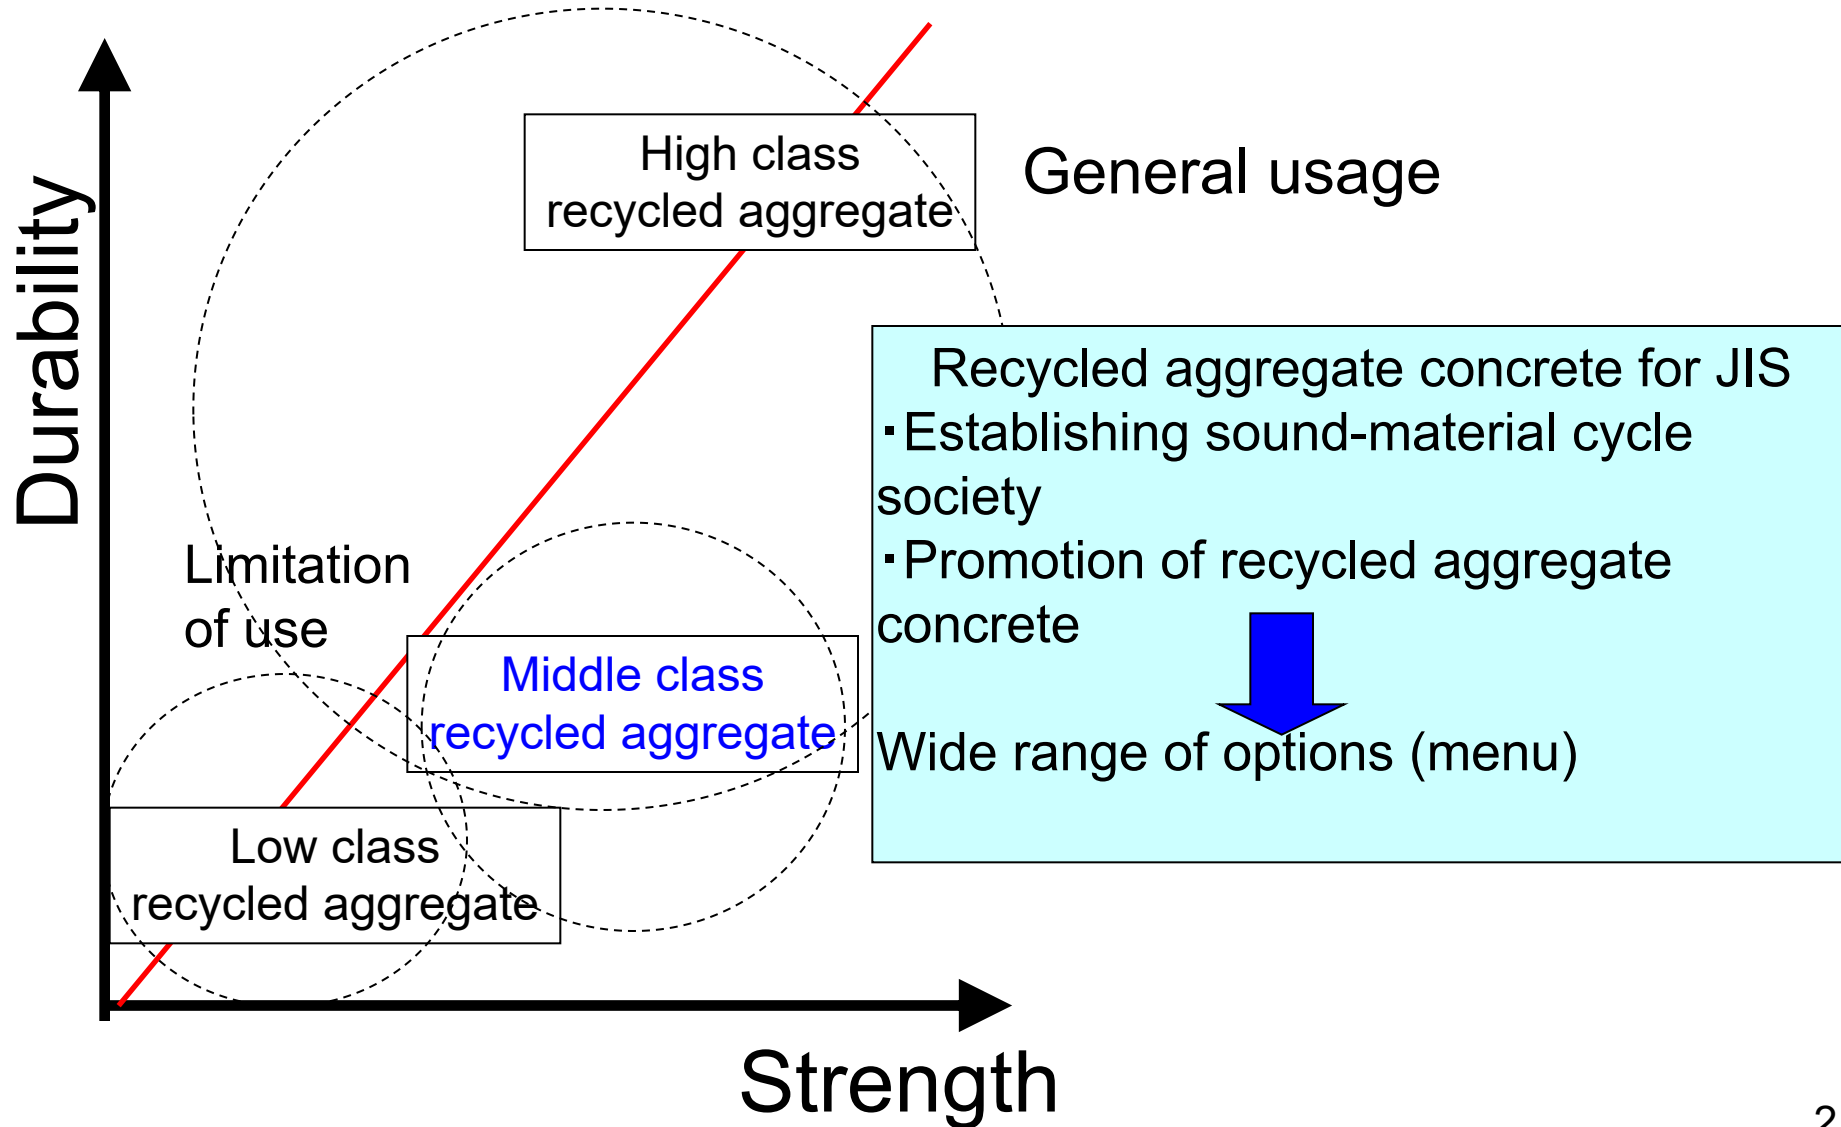 Durability
High class
recycled aggregate
General usage
Recycled aggregate concrete for JIS
・Establishing sound-material cycle
society
・Promotion of recycled aggregate
concrete
Wide range of options (menu)
Limitation
of use
Middle class
recycled aggregate
Low class
recycled aggregate
Strength
2